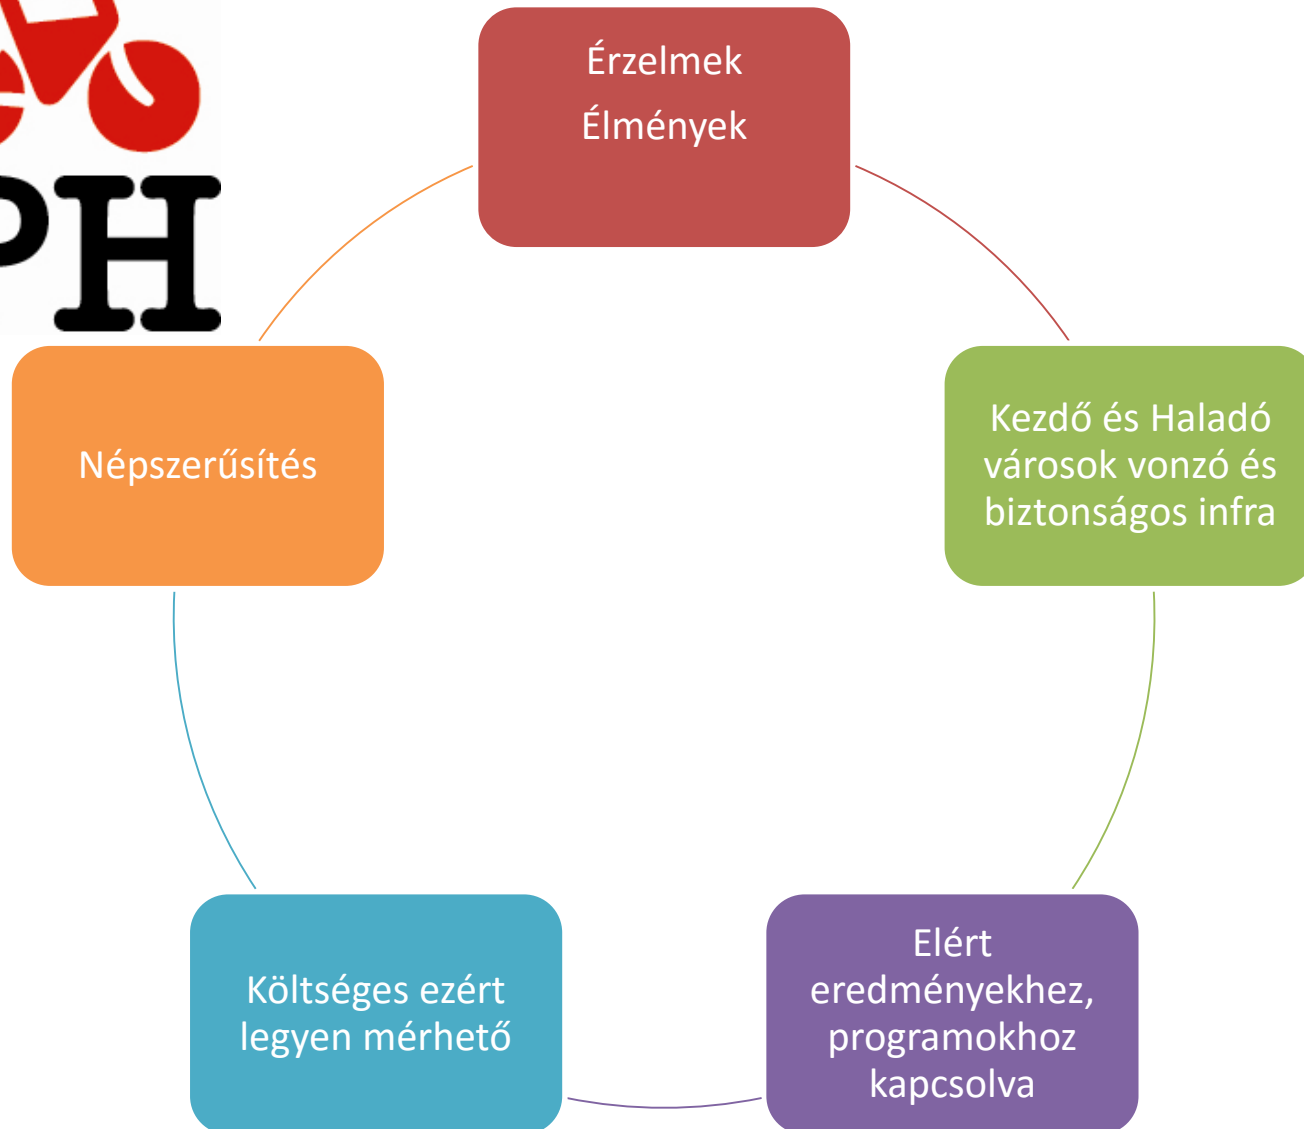 PH
Érzelmek
Élmények
Kezdő és Haladó
városok vonzó és
biztonságos infra
Elért
eredményekhez,
programokhoz
kapcsolva
Költséges ezért
legyen mérhető
Népszerűsítés